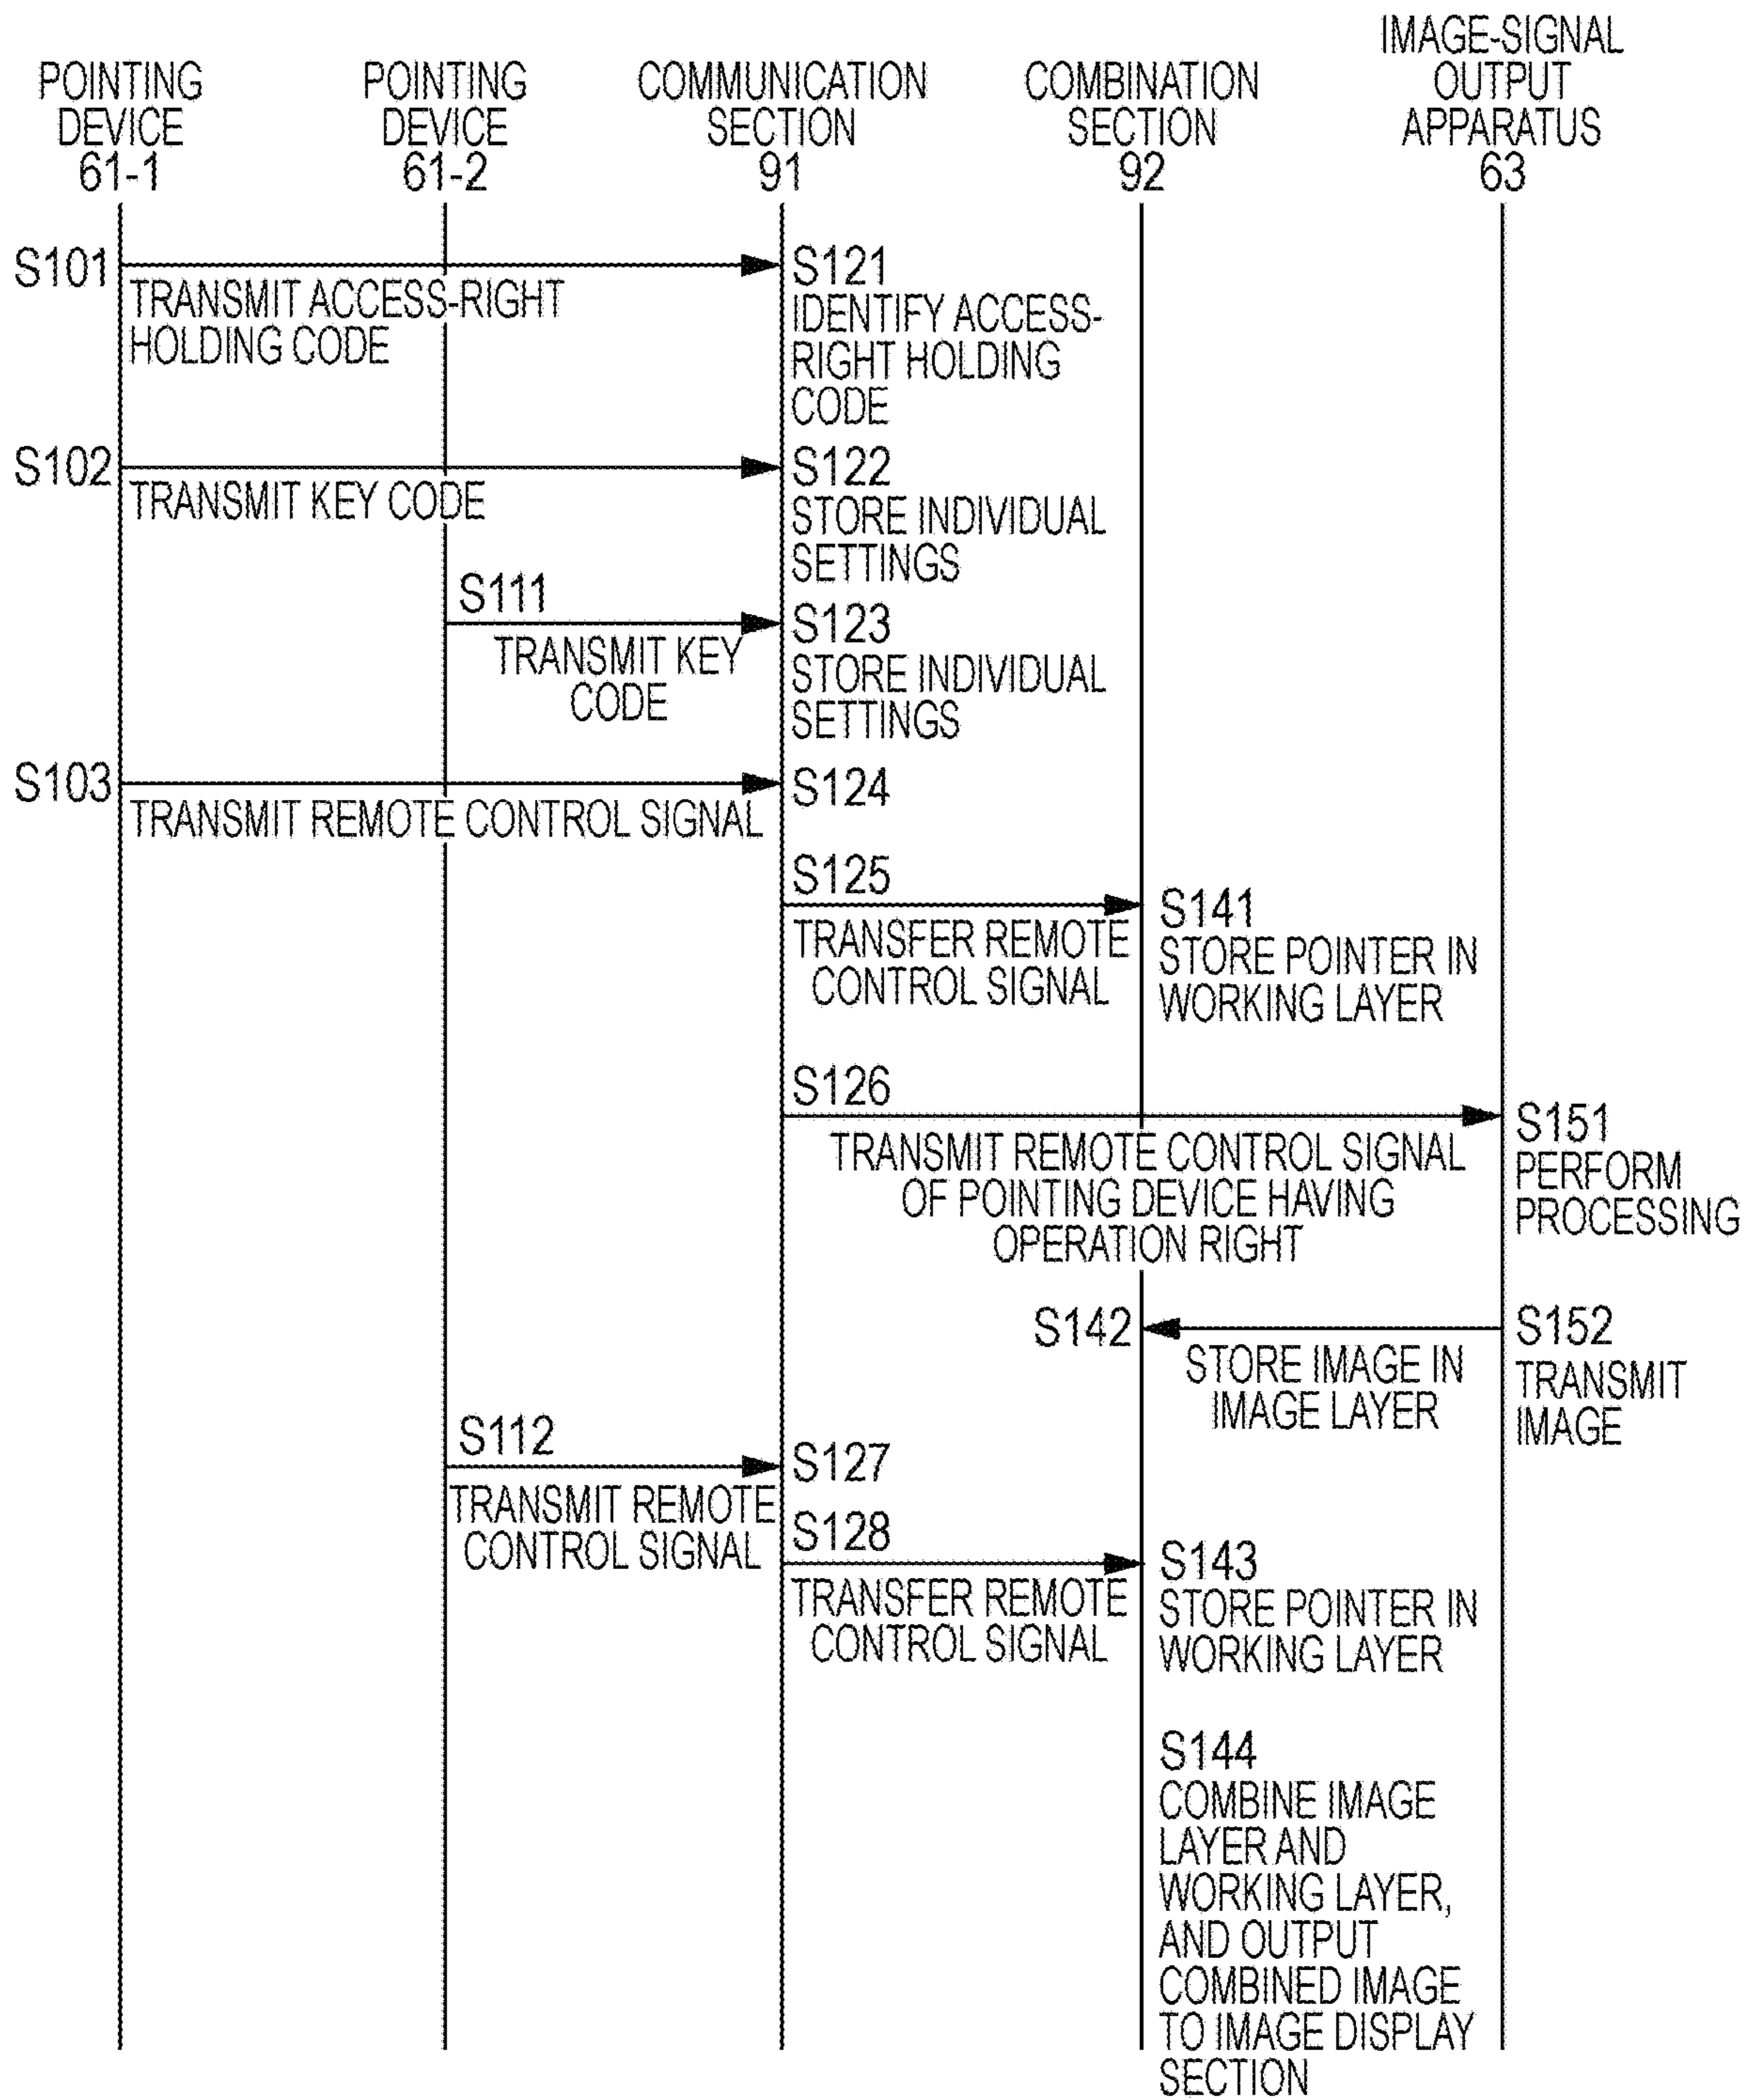 POINTING
DEVICE
61-1
POINTING
DEVICE
61-2
COMMUNICATION
SECTION
91
COMBINATION
SECTION
92
IMAGE-SIGNAL
OUTPUT
APPARATUS
63
S101
TRANSMIT ACCESS-RIGHT
HOLDING CODE
S121
IDENTIFY ACCESS-
RIGHT HOLDING
CODE
S102
TRANSMIT KEY CODE
S122
STORE INDIVIDUAL
SETTINGS
S111
TRANSMIT KEY
CODE
S123
STORE INDIVIDUAL
SETTINGS
S103
TRANSMIT REMOTE CONTROL SIGNAL
S124
S125
TRANSFER REMOTE
CONTROL SIGNAL
S141
STORE POINTER IN
WORKING LAYER
S126
TRANSMIT REMOTE CONTROL SIGNAL
OF POINTING DEVICE HAVING
OPERATION RIGHT
S151
PERFORM
PROCESSING
S142
STORE IMAGE IN
IMAGE LAYER
S152
TRANSMIT
IMAGE
S112
TRANSMIT REMOTE
CONTROL SIGNAL
S127
S128
TRANSFER REMOTE
CONTROL SIGNAL
S143
STORE POINTER IN
WORKING LAYER
S144
COMBINE IMAGE
LAYER AND
WORKING LAYER,
AND OUTPUT
COMBINED IMAGE
TO IMAGE DISPLAY
SECTION